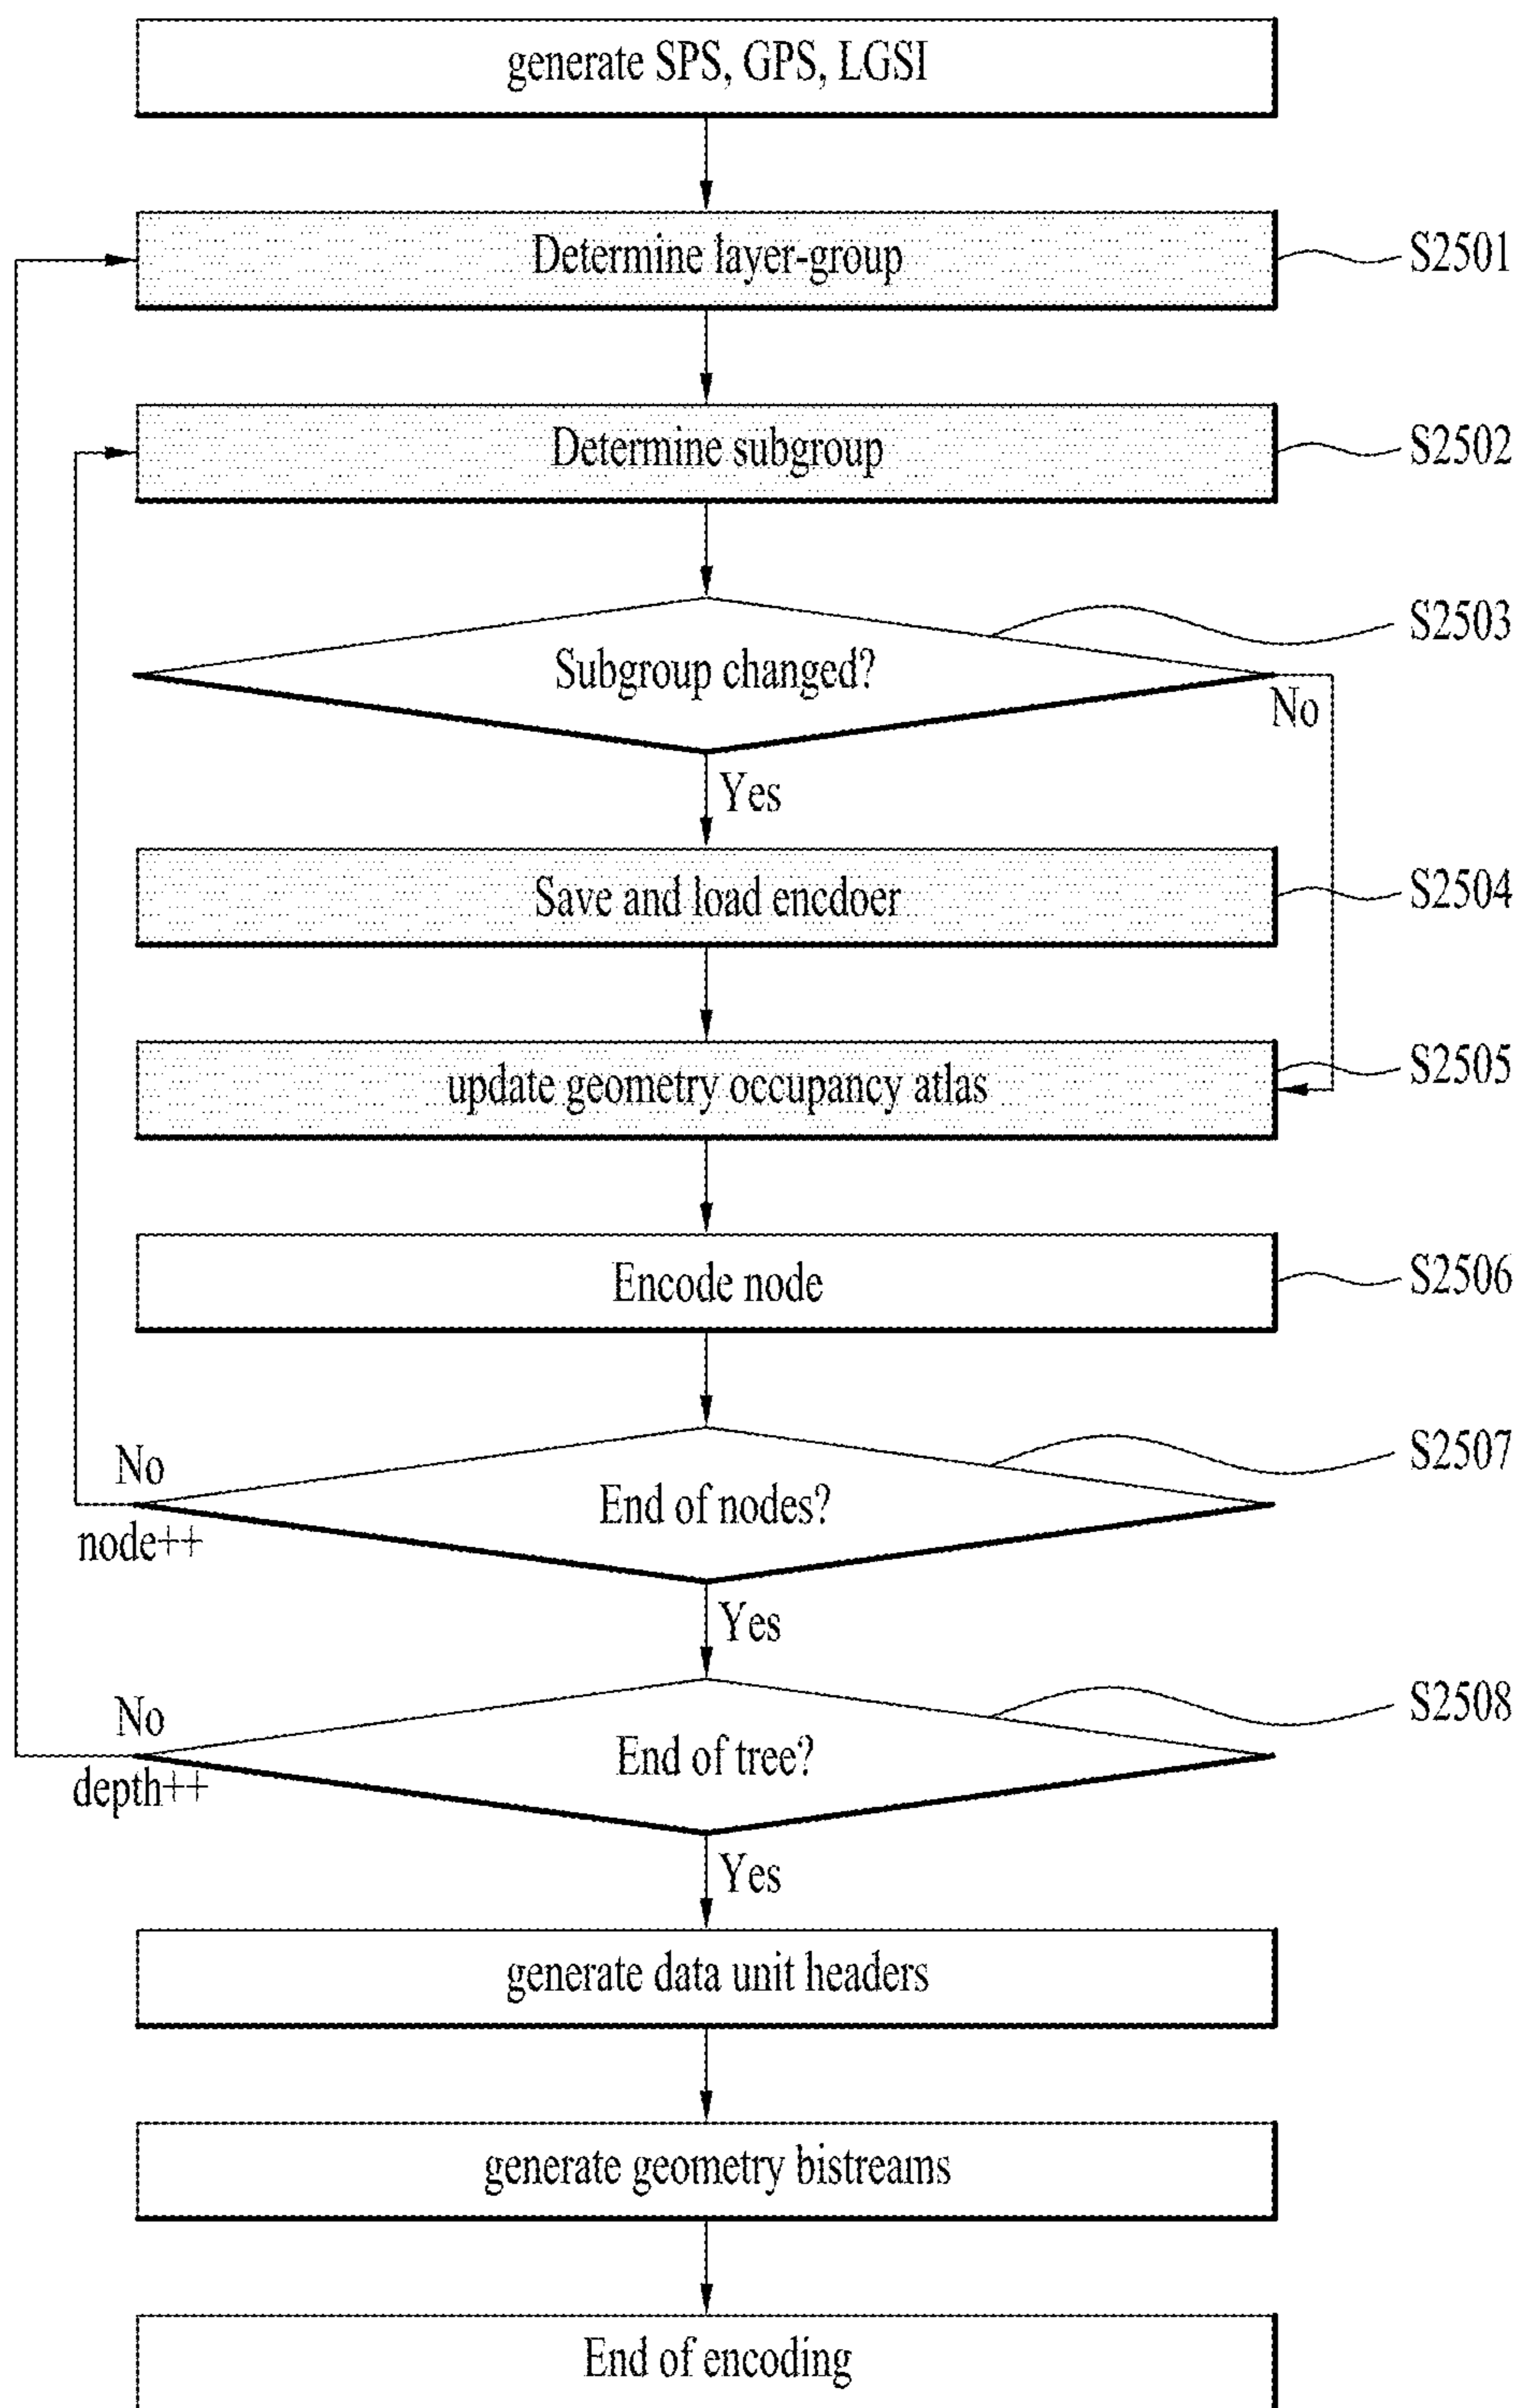 generate SPS, GPS, LGSI
Determine layer-group
S2501
Determine subgroup
S2502
S2503
Subgroup changed?
No
Yes
Save and load encdoer
S2504
update geometry occupancy atlas
S2505
Encode node
S2506
S2507
No
End of nodes?
node++
Yes
S2508
No
End of tree?
depth++
Yes
generate data unit headers
generate geometry bistreams
End of encoding